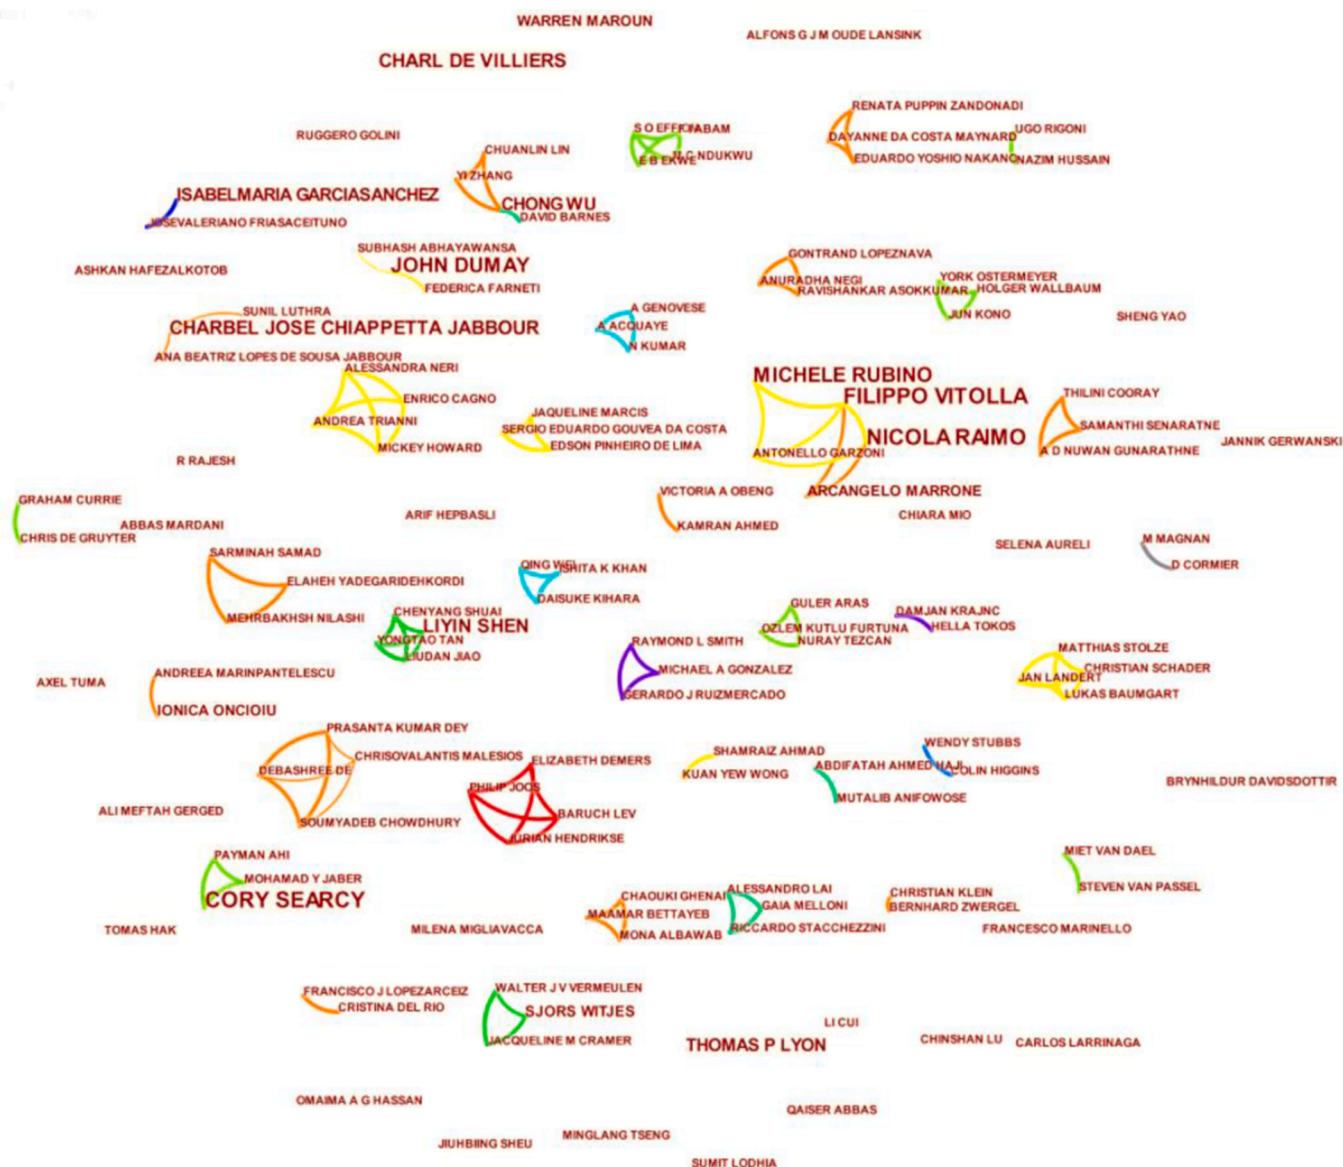 WARREN MAROUN
ALFONS G J M OUDE LANSINK
CHARL DE VILLIERS
RENATA PUPPIN ZANDONADI
RUGGERO GOLINI
S O EFFIOM
F I ABAM
DAYANNE DA COSTA MAYNARD
UGO RIGONI
CHUANLIN LIN
M C NDUKWU
E B EKWE
EDUARDO YOSHIO NAKANO
NAZIM HUSSAIN
YI ZHANG
ISABELMARIA GARCIASANCHEZ
CHONG WU
DAVID BARNES
JOSEVALERIANO FRIASACEITUNO
SUBHASH ABHAYAWANSA
GONTRAND LOPEZNAVA
JOHN DUMAY
ASHKAN HAFEZALKOTOB
ANURADHA NEGI
YORK OSTERMEYER
FEDERICA FARNETI
RAVISHANKAR ASOKKUMAR
HOLGER WALLBAUM
SUNIL LUTHRA
A GENOVESE
JUN KONO
SHENG YAO
CHARBEL JOSE CHIAPPETTA JABBOUR
A ACQUAYE
N KUMAR
ANA BEATRIZ LOPES DE SOUSA JABBOUR
ALESSANDRA NERI
MICHELE RUBINO
FILIPPO VITOLLA
THILINI COORAY
ENRICO CAGNO
JAQUELINE MARCIS
ANDREA TRIANNI
SERGIO EDUARDO GOUVEA DA COSTA
SAMANTHI SENARATNE
NICOLA RAIMO
JANNIK GERWANSKI
MICKEY HOWARD
EDSON PINHEIRO DE LIMA
ANTONELLO GARZONI
A D NUWAN GUNARATHNE
R RAJESH
VICTORIA A OBENG
ARCANGELO MARRONE
GRAHAM CURRIE
ARIF HEPBASLI
CHIARA MIO
ABBAS MARDANI
KAMRAN AHMED
CHRIS DE GRUYTER
M MAGNAN
SELENA AURELI
SARMINAH SAMAD
QING WEI
ISHITA K KHAN
D CORMIER
ELAHEH YADEGARIDEHKORDI
DAISUKE KIHARA
GULER ARAS
MEHRBAKHSH NILASHI
CHENYANG SHUAI
DAMJAN KRAJNC
LIYIN SHEN
OZLEM KUTLU FURTUNA
HELLA TOKOS
YONGTAO TAN
RAYMOND L SMITH
NURAY TEZCAN
LIUDAN JIAO
MATTHIAS STOLZE
ANDREEA MARINPANTELESCU
MICHAEL A GONZALEZ
CHRISTIAN SCHADER
AXEL TUMA
JAN LANDERT
GERARDO J RUIZMERCADO
LUKAS BAUMGART
IONICA ONCIOIU
PRASANTA KUMAR DEY
WENDY STUBBS
CHRISOVALANTIS MALESIOS
ELIZABETH DEMERS
SHAMRAIZ AHMAD
DEBASHREE DE
KUAN YEW WONG
ABDIFATAH AHMED HAJI
COLIN HIGGINS
PHILIP JOOS
BRYNHILDUR DAVIDSDOTTIR
MUTALIB ANIFOWOSE
ALI MEFTAH GERGED
SOUMYADEB CHOWDHURY
BARUCH LEV
JURIAN HENDRIKSE
PAYMAN AHI
MIET VAN DAEL
MOHAMAD Y JABER
STEVEN VAN PASSEL
CORY SEARCY
CHAOUKI GHENAI
ALESSANDRO LAI
CHRISTIAN KLEIN
GAIA MELLONI
BERNHARD ZWERGEL
MAAMAR BETTAYEB
TOMAS HAK
MILENA MIGLIAVACCA
MONA ALBAWAB
RICCARDO STACCHEZZINI
FRANCESCO MARINELLO
FRANCISCO J LOPEZARCEIZ
WALTER J V VERMEULEN
CRISTINA DEL RIO
SJORS WITJES
LI CUI
JACQUELINE M CRAMER
THOMAS P LYON
CHINSHAN LU
CARLOS LARRINAGA
OMAIMA A G HASSAN
QAISER ABBAS
JIUHBIING SHEU
MINGLANG TSENG
SUMIT LODHIA